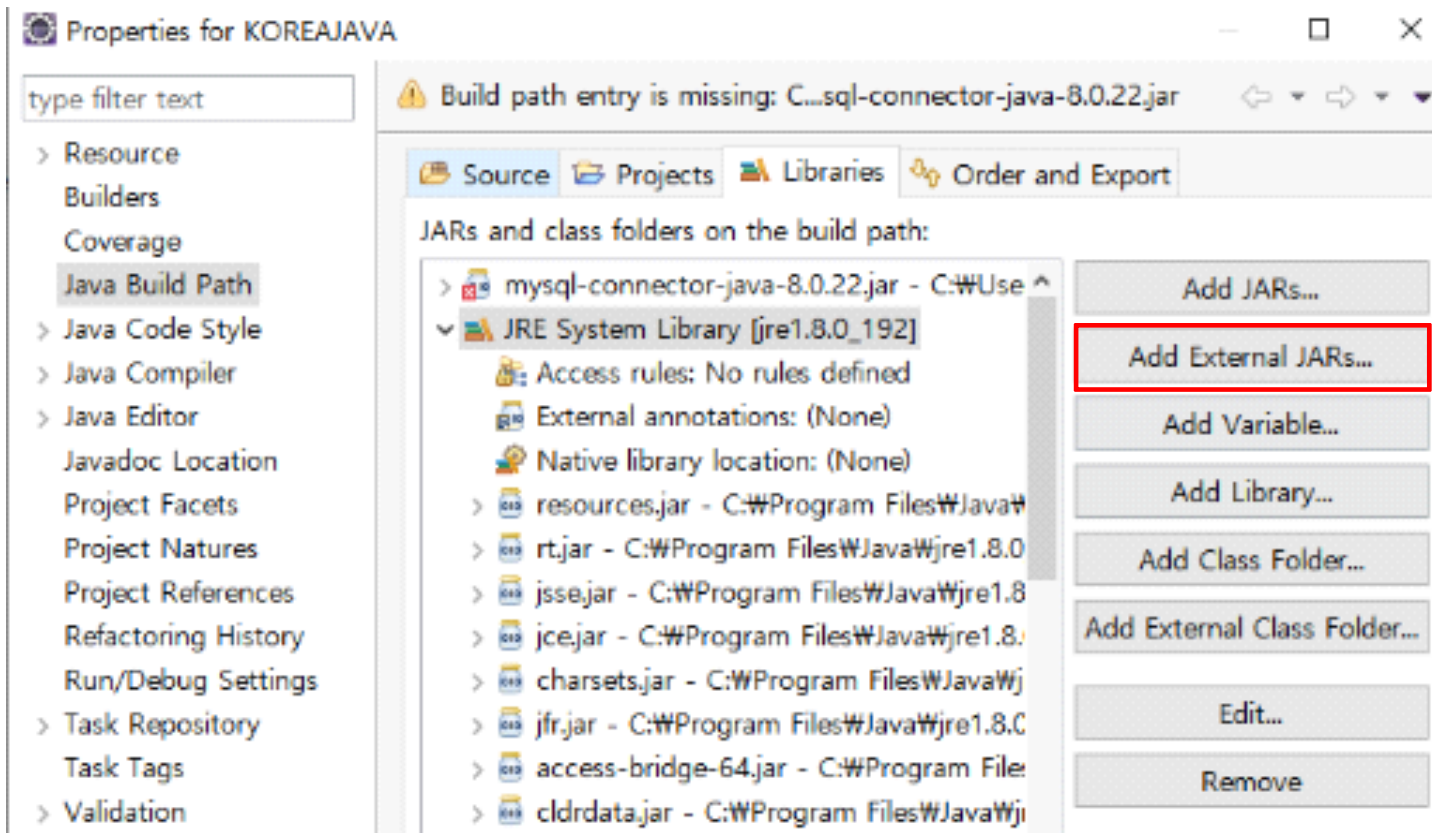 Properties for KOREAJAVA
type filter text
Resource
Builders
Coverage
Java Build Path
Java Code Style
Java Compiler
Java Editor
Javadoc Location
Project Facets
Project Natures
Project References
Refactoring History
Run/Debug Settings
Task Repository
Task Tags
Validation
Build path entry is missing: C...sql-connector-java-8.0.22.jar
Source Projects Libraries Order and Export
JARs and class folders on the build path:
mysql-connector-java-8.0.22.jar - C:₩Use
JRE System Library [jre1.8.0_192]
Access rules: No rules defined
External annotations: (None)
Native library location: (None)
resources.jar - C:₩Program Files₩Java₩
rt.jar - C:₩Program Files₩Java₩jre1.8.0
jsse.jar - C:₩Program Files₩Java₩jre1.8
jce.jar - C:₩Program Files₩Java₩jre1.8.
charsets.jar - C:₩Program Files₩Java₩j
jfr.jar - C:₩Program Files₩Java₩jre1.8.0
access-bridge-64.jar - C:₩Program File
cldrdata.jar - C:₩Program Files₩Java₩j
Add JARs...
Add External JARs...
Add Variable...
Add Library...
Add Class Folder...
Add External Class Folder...
Edit...
Remove